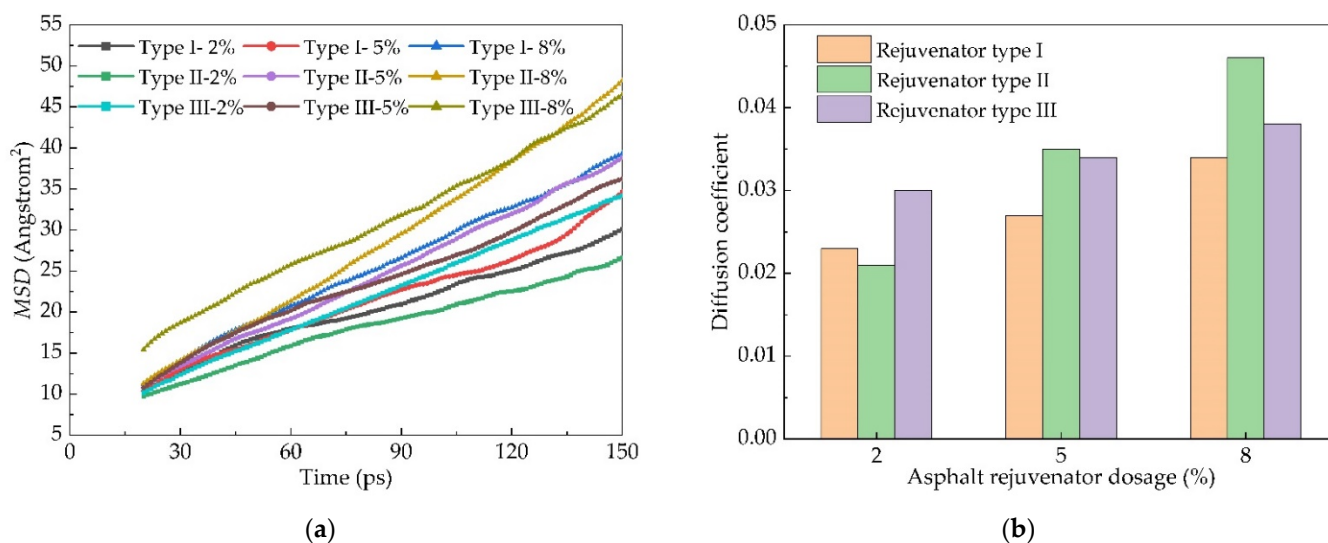 55
50
45
40
35
30
25
20
15
10
5
MSD (Angstrom²)
Type I- 2% Type I- 5% Type I- 8%
Type II-2% Type II-5% Type II-8%
Type III-2% Type III-5% Type III-8%
0 30 60 90 120 150
Time (ps)
(a)
0.05
0.04
0.03
0.02
0.01
0.00
Diffusion coefficient
Rejuvenator type I
Rejuvenator type II
Rejuvenator type III
2 5 8
Asphalt rejuvenator dosage (%)
(b)